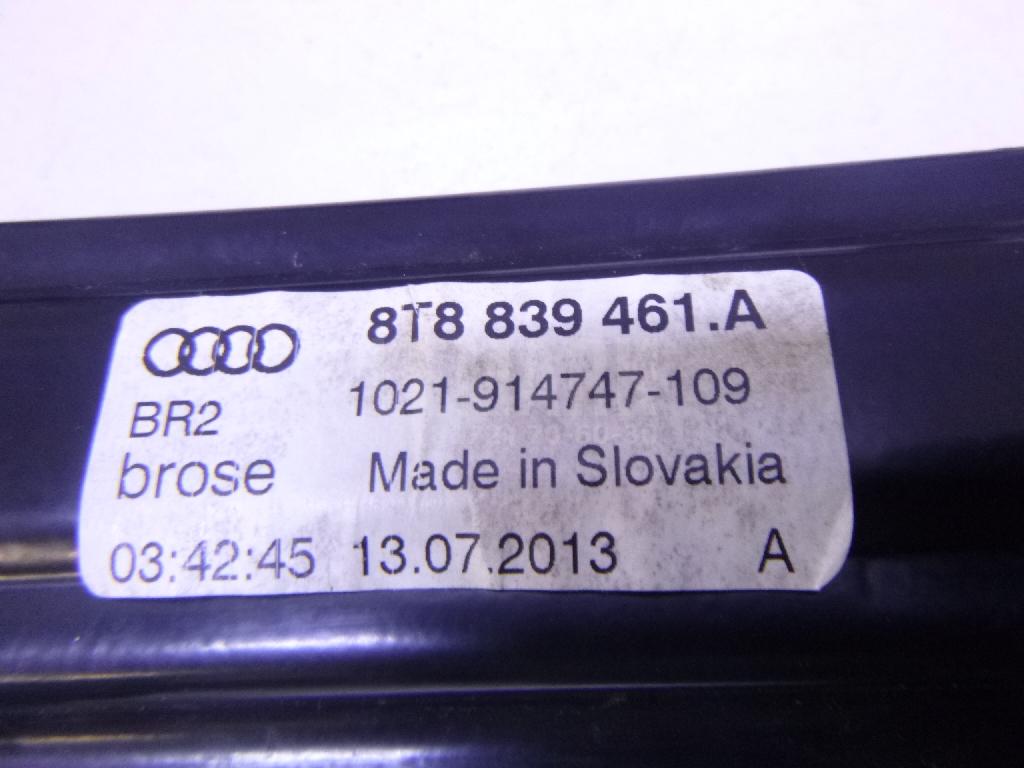 8T8 839 461.A
BR2 1021-914747-109
brose Made in Slovakia
03:42:45 13.07.2013 A